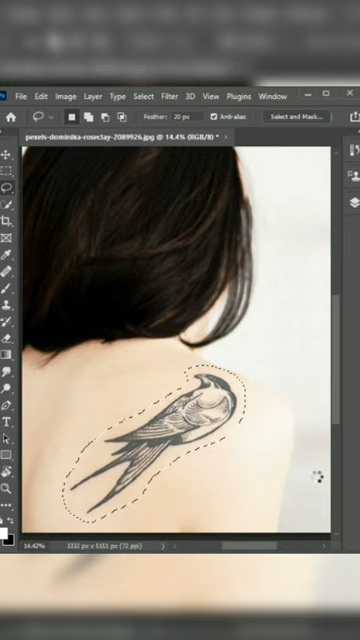 File Edit Image Layer Type Select Filter 3D View Plugins Window
Feather: 20 px Anti-alias Select and Mask...
pexels-dominika-roseclay-2089926.jpg @ 14.4% (RGB/8) *
14.42% 3332 px x 5151 px (72 ppi)